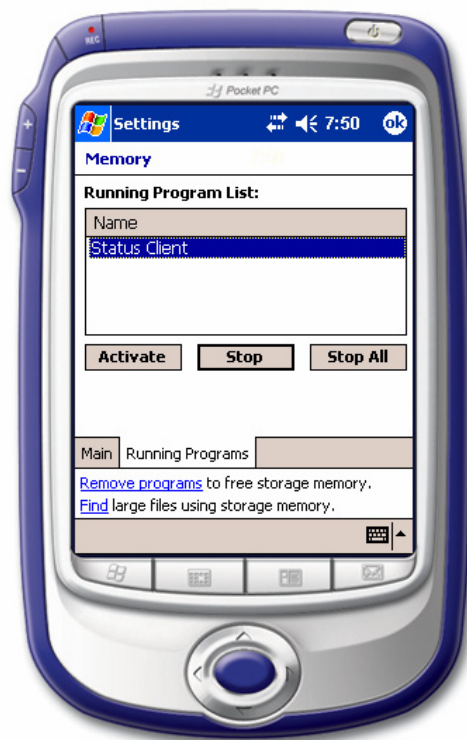 REC
Pocket PC
Settings 7:50 ok
Memory
Running Program List:
Name
Status Client
Activate Stop Stop All
Main Running Programs
Remove programs to free storage memory.
Find large files using storage memory.